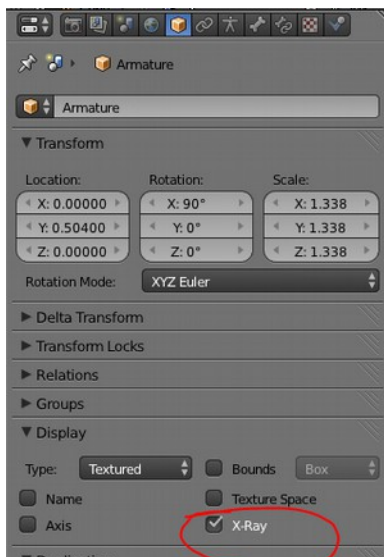 Armature
Armature
Transform
Location: Rotation: Scale:
X: 0.00000 X: 90° X: 1.338
Y: 0.50400 Y: 0° Y: 1.338
Z: 0.00000 Z: 0° Z: 1.338
Rotation Mode: XYZ Euler
Delta Transform
Transform Locks
Relations
Groups
Display
Type: Textured Bounds Box
Name Texture Space
Axis X-Ray